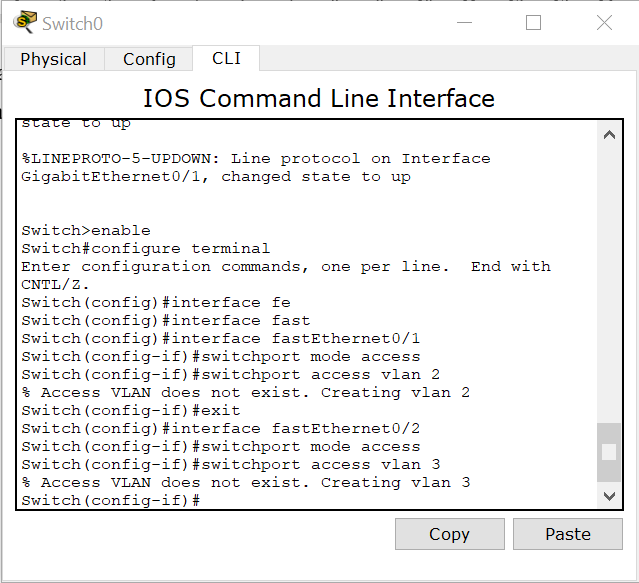 Switch0
Physical Config CLI
IOS Command Line Interface
state to up
%LINEPROTO-5-UPDOWN: Line protocol on Interface
GigabitEthernet0/1, changed state to up
Switch>enable
Switch#configure terminal
Enter configuration commands, one per line.  End with
CNTL/Z.
Switch(config)#interface fe
Switch(config)#interface fast
Switch(config)#interface fastEthernet0/1
Switch(config-if)#switchport mode access
Switch(config-if)#switchport access vlan 2
% Access VLAN does not exist. Creating vlan 2
Switch(config-if)#exit
Switch(config)#interface fastEthernet0/2
Switch(config-if)#switchport mode access
Switch(config-if)#switchport access vlan 3
% Access VLAN does not exist. Creating vlan 3
Switch(config-if)#
Copy Paste